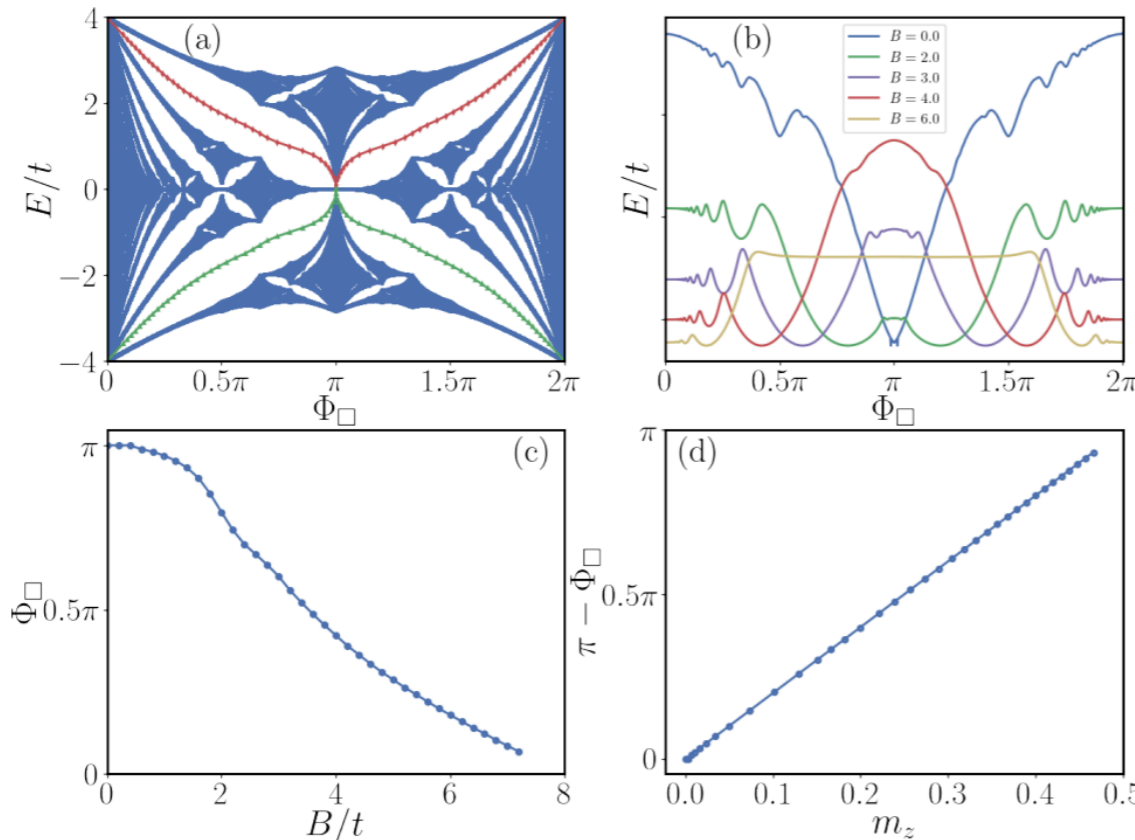 (a)
E/t
4
2
0
−2
−4
0 0.5π π 1.5π 2π
Φ□
(b)
E/t
B = 0.0
B = 2.0
B = 3.0
B = 4.0
B = 6.0
0 0.5π π 1.5π 2π
Φ□
(c)
Φ□
π
0.5π
0
0 2 4 6 8
B/t
(d)
π − Φ□
π
0.5π
0
0.0 0.1 0.2 0.3 0.4 0.5
m_z